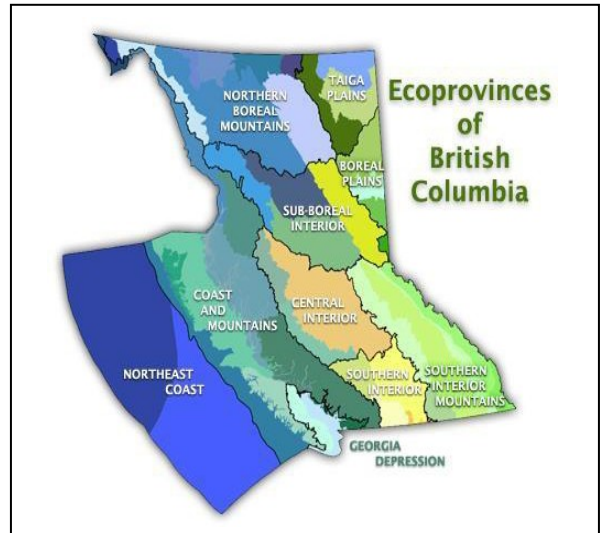 Ecoprovinces
of
British
Columbia
TAIGA
PLAINS
NORTHERN
BOREAL
MOUNTAINS
BOREAL
PLAINS
SUB-BOREAL
INTERIOR
COAST
AND
MOUNTAINS
CENTRAL
INTERIOR
NORTHEAST
COAST
SOUTHERN
INTERIOR
SOUTHERN
INTERIOR
MOUNTAINS
GEORGIA
DEPRESSION